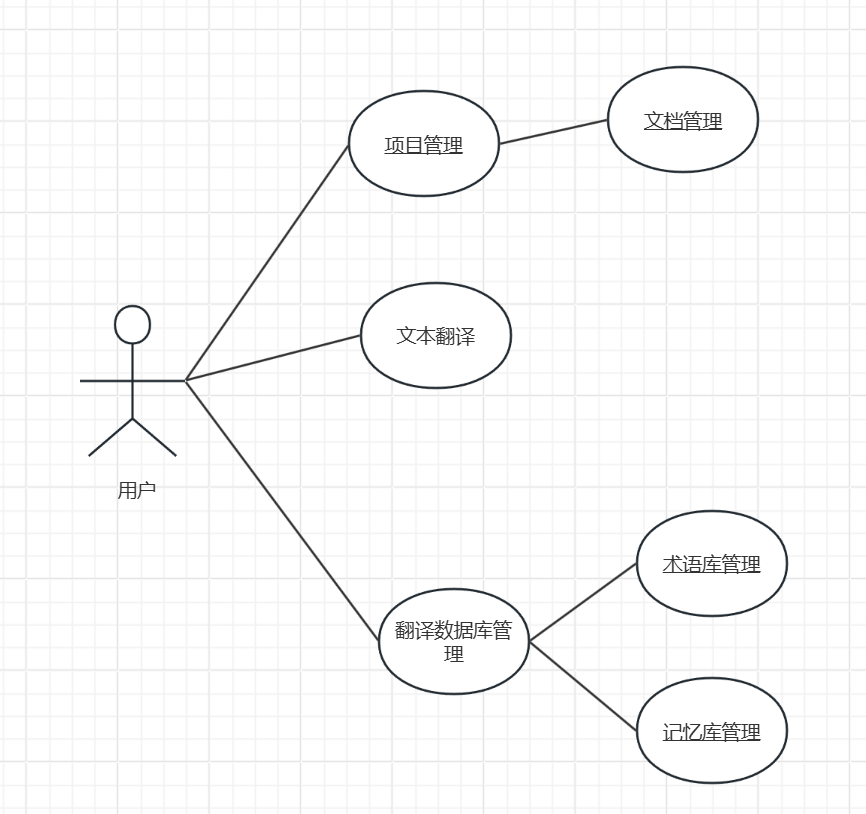 文档管理
项目管理
文本翻译
用户
术语库管理
翻译数据库管
理
记忆库管理